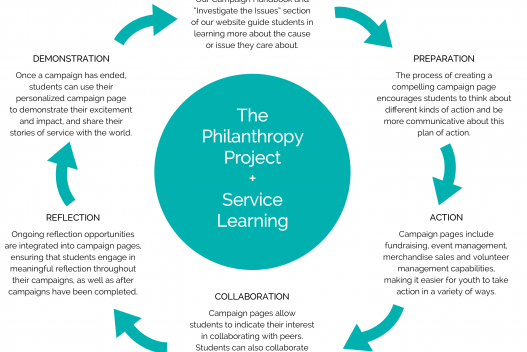 Our Campaign Handbook and
"Investigate the Issues" section
of our website guide students in
learning more about the cause
or issue they care about.
PREPARATION
The process of creating a
compelling campaign page
encourages students to think about
different kinds of action and be
more communicative about this
plan of action.
ACTION
Campaign pages include
fundraising, event management,
merchandise sales and volunteer
management capabilities,
making it easier for youth to take
action in a variety of ways.
COLLABORATION
Campaign pages allow
students to indicate their interest
in collaborating with peers.
Students can also collaborate
REFLECTION
Ongoing reflection opportunities
are integrated into campaign pages,
ensuring that students engage in
meaningful reflection throughout
their campaigns, as well as after
campaigns have been completed.
DEMONSTRATION
Once a campaign has ended,
students can use their
personalized campaign page
to demonstrate their excitement
and impact, and share their
stories of service with the world.
The
Philanthropy
Project
+
Service
Learning